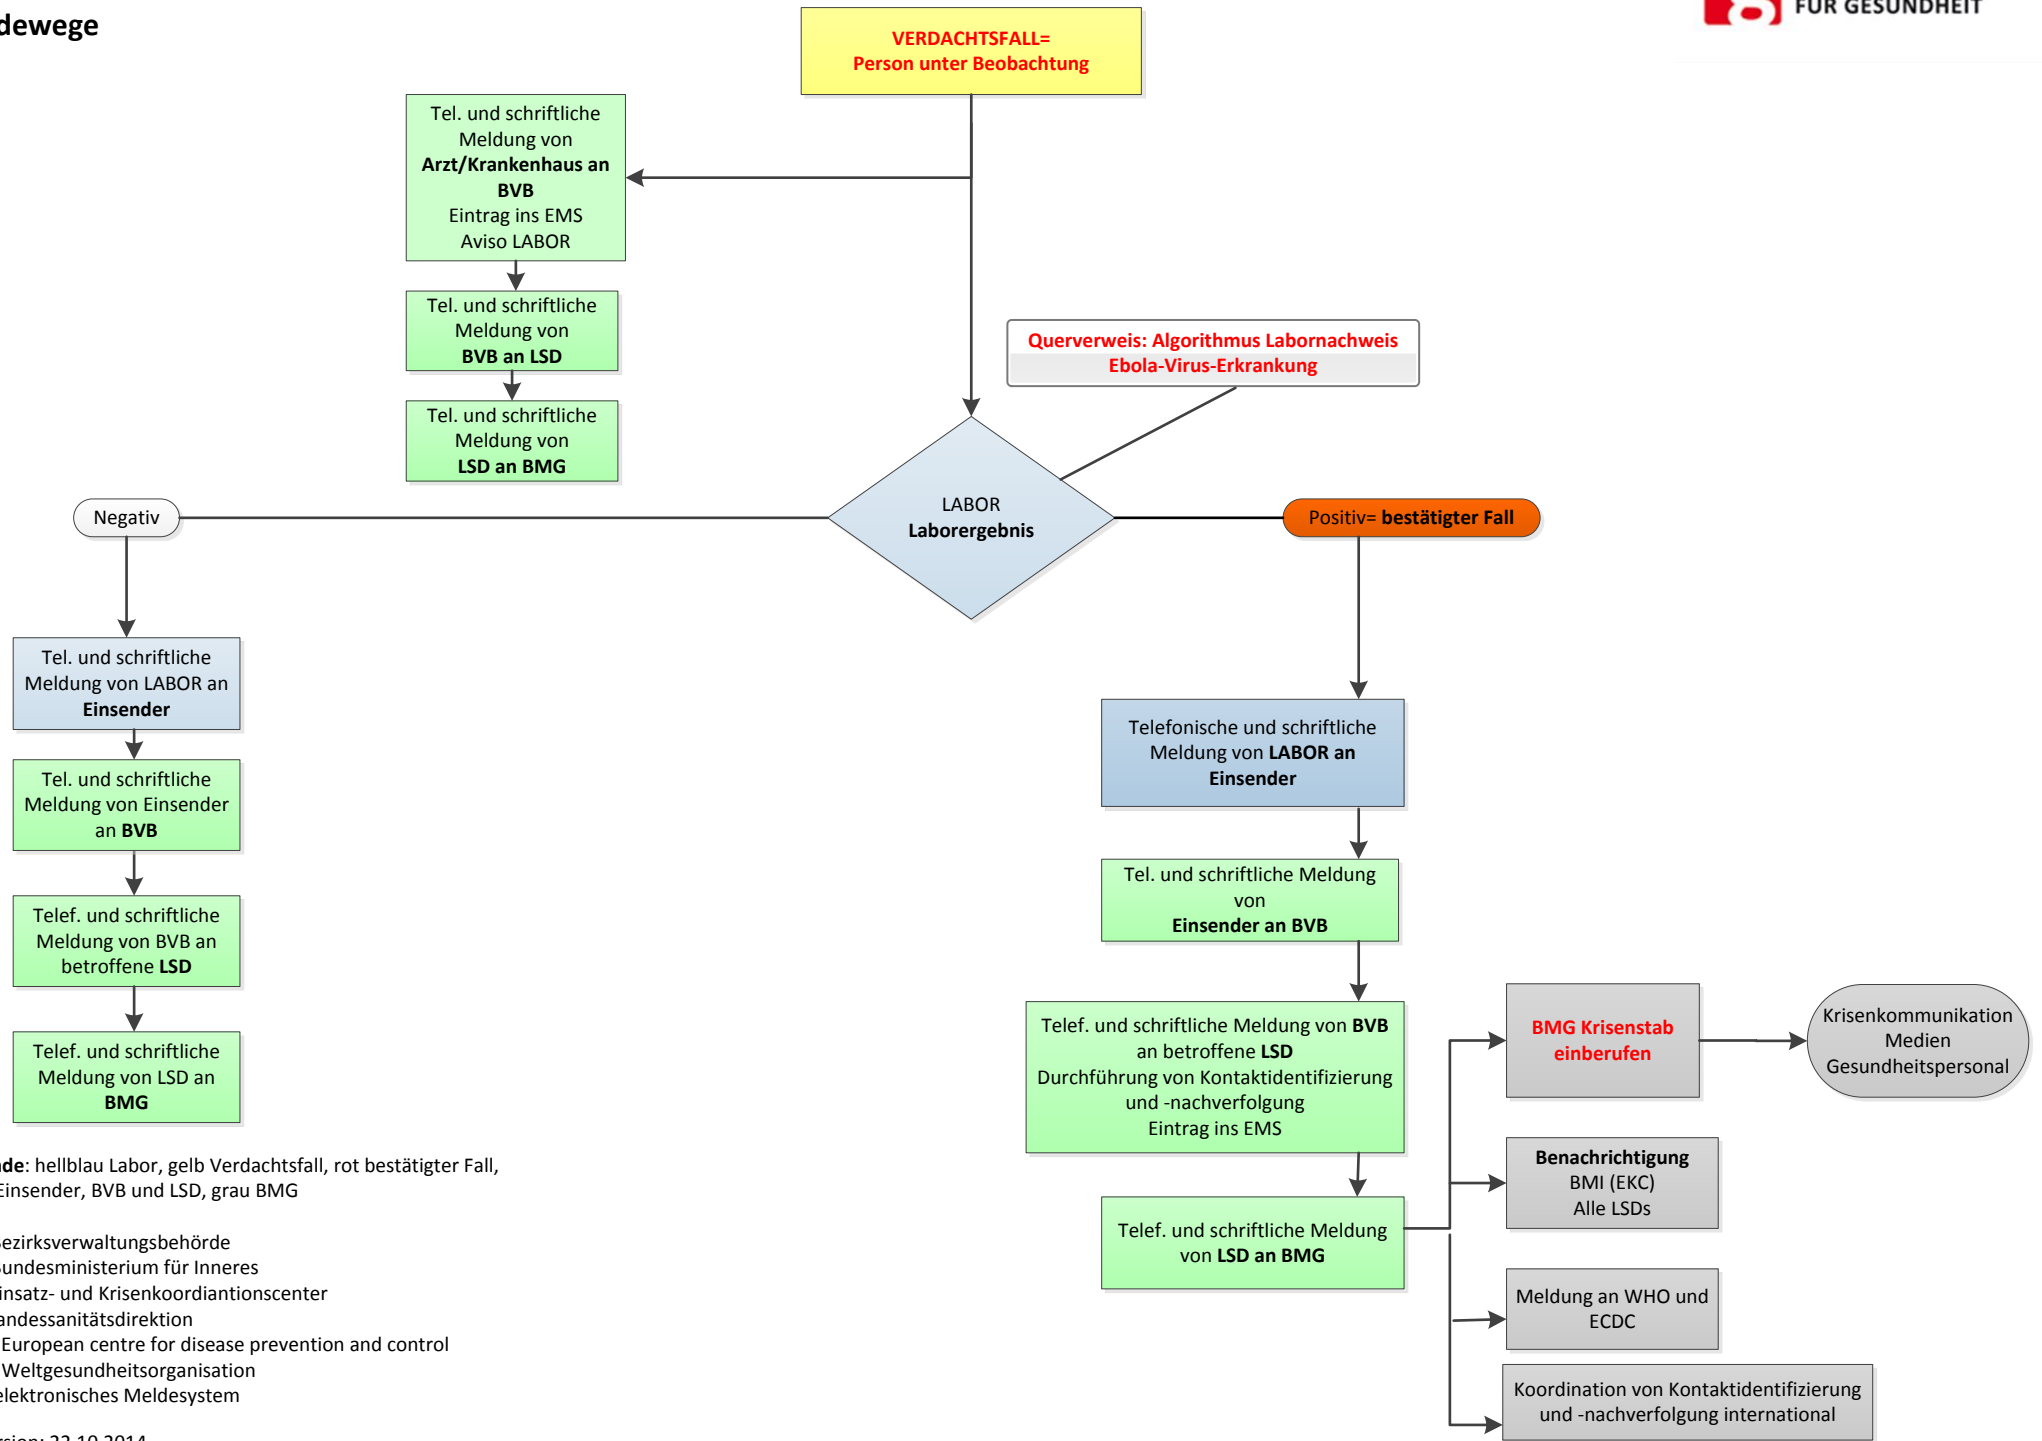 dewege
FÜR GESUNDHEIT
VERDACHTSFALL=
Person unter Beobachtung
Tel. und schriftliche
Meldung von
Arzt/Krankenhaus an
BVB
Eintrag ins EMS
Aviso LABOR
Tel. und schriftliche
Meldung von
BVB an LSD
Tel. und schriftliche
Meldung von
LSD an BMG
Querverweis: Algorithmus Labornachweis
Ebola-Virus-Erkrankung
Negativ
LABOR
Laborergebnis
Positiv= bestätigter Fall
Tel. und schriftliche
Meldung von LABOR an
Einsender
Tel. und schriftliche
Meldung von Einsender
an BVB
Telef. und schriftliche
Meldung von BVB an
betroffene LSD
Telef. und schriftliche
Meldung von LSD an
BMG
Telefonische und schriftliche
Meldung von LABOR an
Einsender
Tel. und schriftliche Meldung
von
Einsender an BVB
Telef. und schriftliche Meldung von BVB
an betroffene LSD
Durchführung von Kontaktidentifizierung
und -nachverfolgung
Eintrag ins EMS
Telef. und schriftliche Meldung
von LSD an BMG
BMG Krisenstab
einberufen
Krisenkommunikation
Medien
Gesundheitspersonal
Benachrichtigung
BMI (EKC)
Alle LSDs
Meldung an WHO und
ECDC
Koordination von Kontaktidentifizierung
und -nachverfolgung international
de: hellblau Labor, gelb Verdachtsfall, rot bestätigter Fall,
Einsender, BVB und LSD, grau BMG
Bezirksverwaltungsbehörde
Bundesministerium für Inneres
insatz- und Krisenkoordiantionscenter
andessanitätsdirektion
European centre for disease prevention and control
Weltgesundheitsorganisation
elektronisches Meldesystem